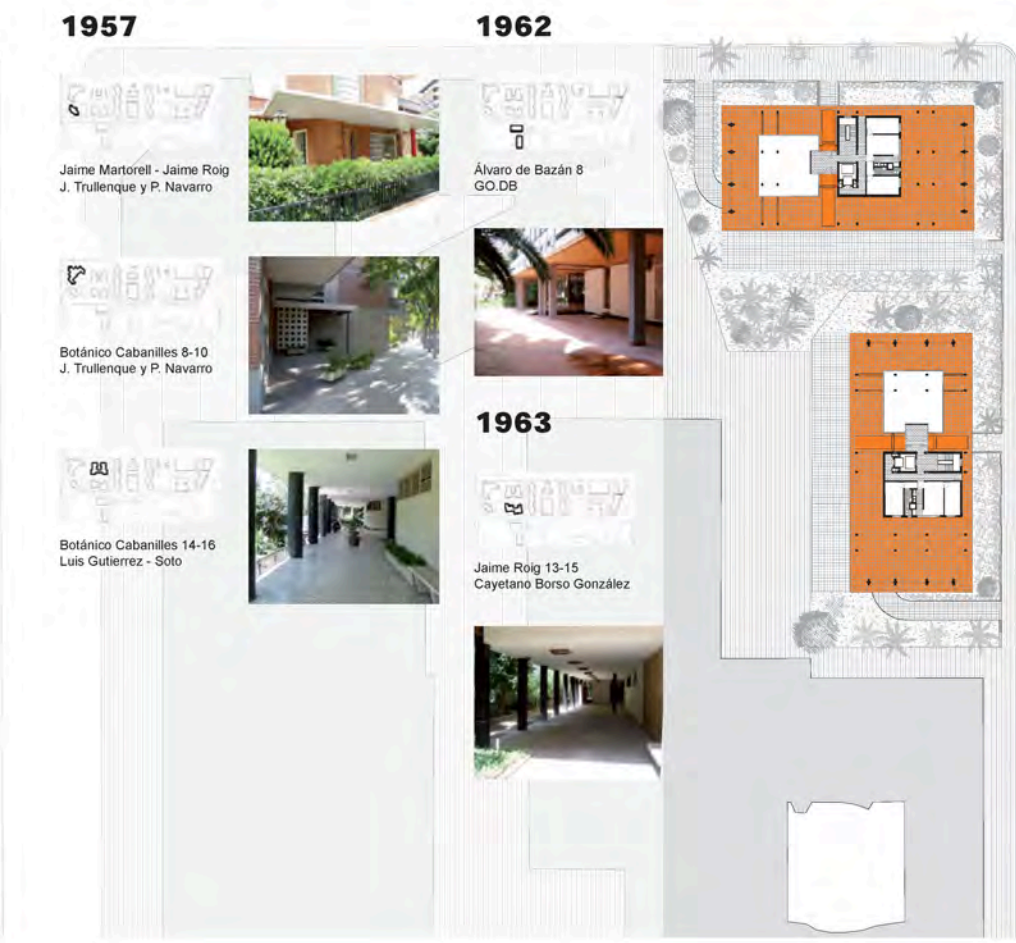 1957
Jaime Martorell - Jaime Roig
J. Trullenque y P. Navarro
Botánico Cabanilles 8-10
J. Trullenque y P. Navarro
Botánico Cabanilles 14-16
Luis Gutierrez - Soto
1962
Álvaro de Bazán 8
GO.DB
1963
Jaime Roig 13-15
Cayetano Borso González